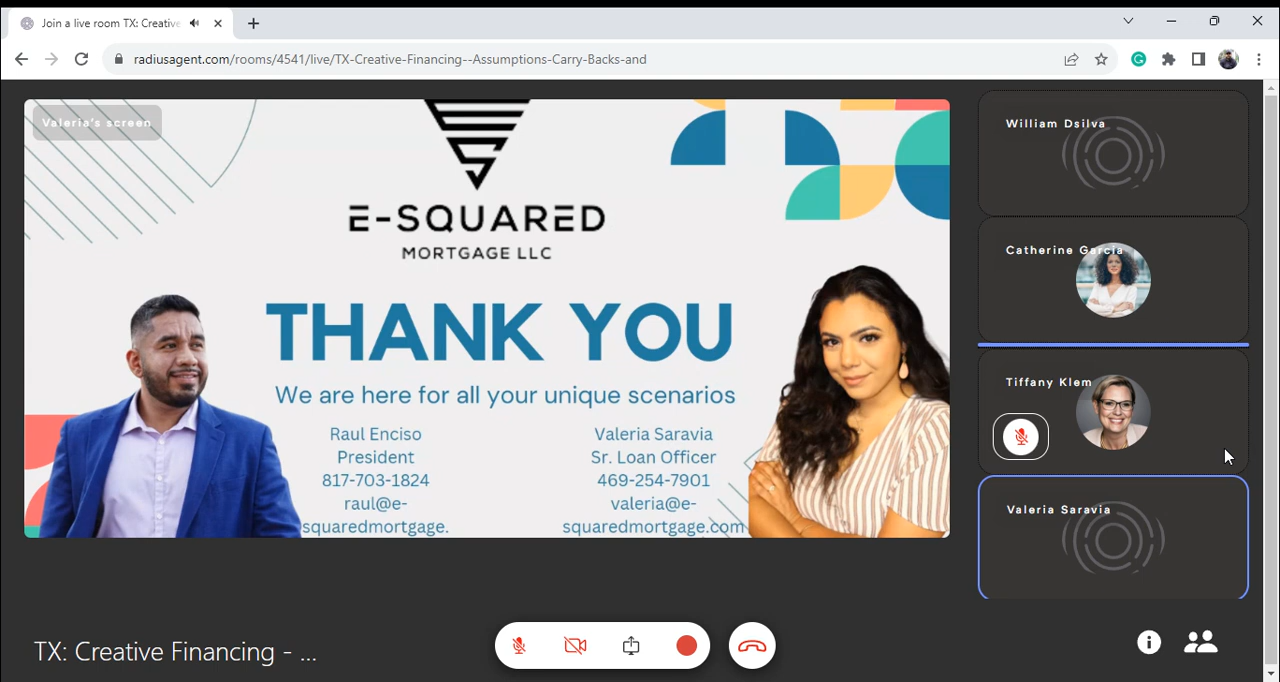 Join a live room TX: Creative
radiusagent.com/rooms/4541/live/TX-Creative-Financing--Assumptions-Carry-Backs-and
Valeria's screen
E-SQUARED
MORTGAGE LLC
THANK YOU
We are here for all your unique scenarios
Raul Enciso
President
817-703-1824
raul@e-
squaredmortgage.
Valeria Saravia
Sr. Loan Officer
469-254-7901
valeria@e-
squaredmortgage.com
William Dsilva
Catherine Garcia
Tiffany Klem
Valeria Saravia
TX: Creative Financing - ...